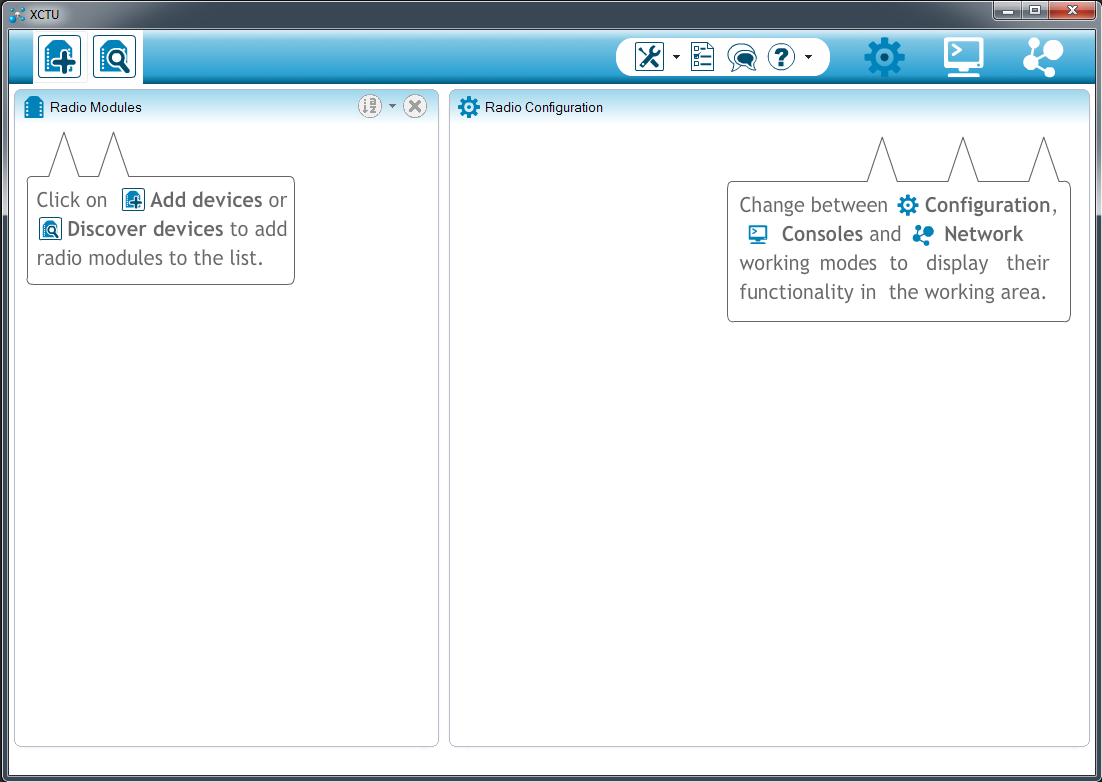 XCTU
Radio Modules
Click on Add devices or
Discover devices to add
radio modules to the list.
Radio Configuration
Change between Configuration,
Consoles and Network
working modes to display their
functionality in the working area.